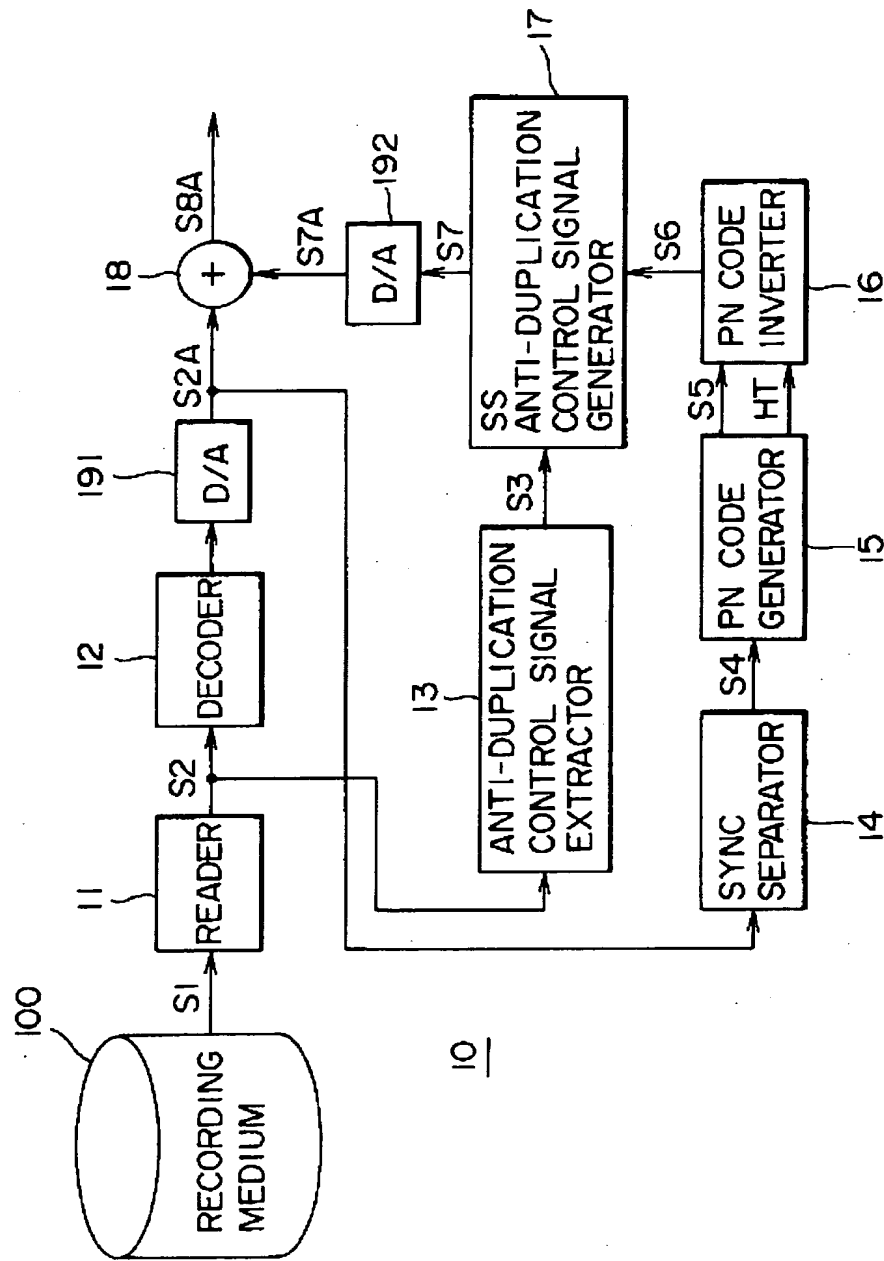 100
RECORDING
MEDIUM
S1
11
READER
S2
12
DECODER
191
D/A
S2A
18
+
S8A
S7A
192
D/A
S7
13
ANTI-DUPLICATION
CONTROL SIGNAL
EXTRACTOR
S3
17
SS
ANTI-DUPLICATION
CONTROL SIGNAL
GENERATOR
S6
10
14
SYNC
SEPARATOR
S4
15
PN CODE
GENERATOR
S5
HT
16
PN CODE
INVERTER